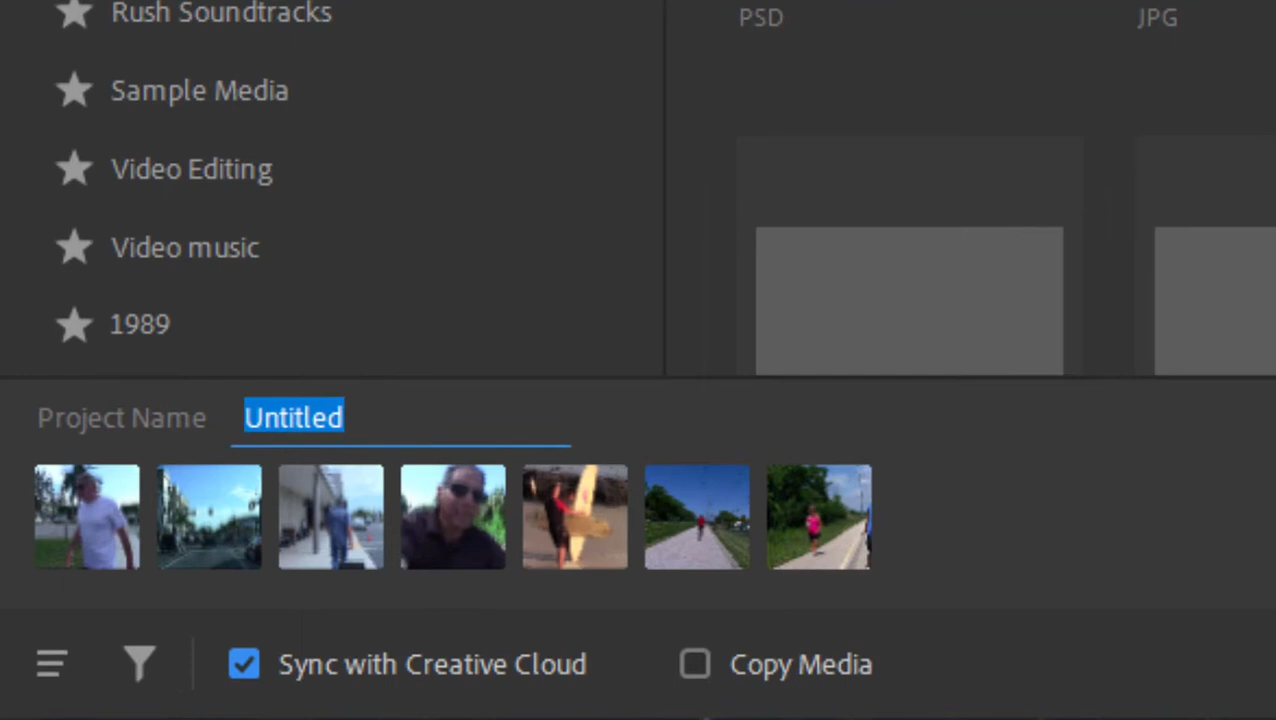 Rush Soundtracks
PSD
JPG
Sample Media
Video Editing
Video music
1989
Project Name
Untitled
Sync with Creative Cloud
Copy Media